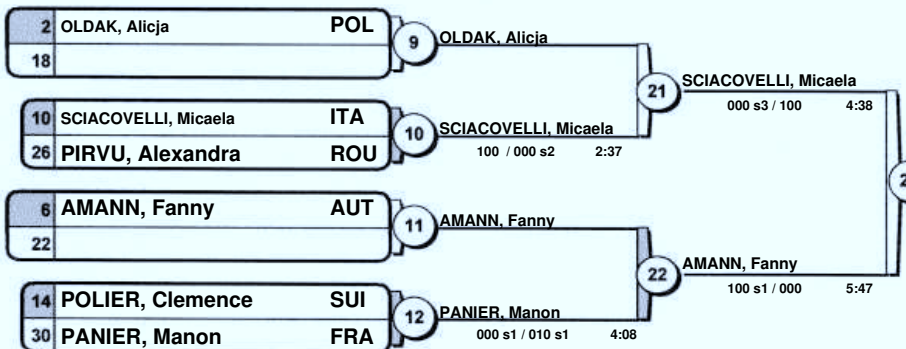 2 OLDAK, Alicja POL
18
9
OLDAK, Alicja
10 SCIACOVELLI, Micaela ITA
26 PIRVU, Alexandra ROU
10
SCIACOVELLI, Micaela
100 / 000 s2 2:37
21
SCIACOVELLI, Micaela
000 s3 / 100 4:38
6 AMANN, Fanny AUT
22
11
AMANN, Fanny
14 POLIER, Clemence SUI
30 PANIER, Manon FRA
12
PANIER, Manon
000 s1 / 010 s1 4:08
22
AMANN, Fanny
100 s1 / 000 5:47